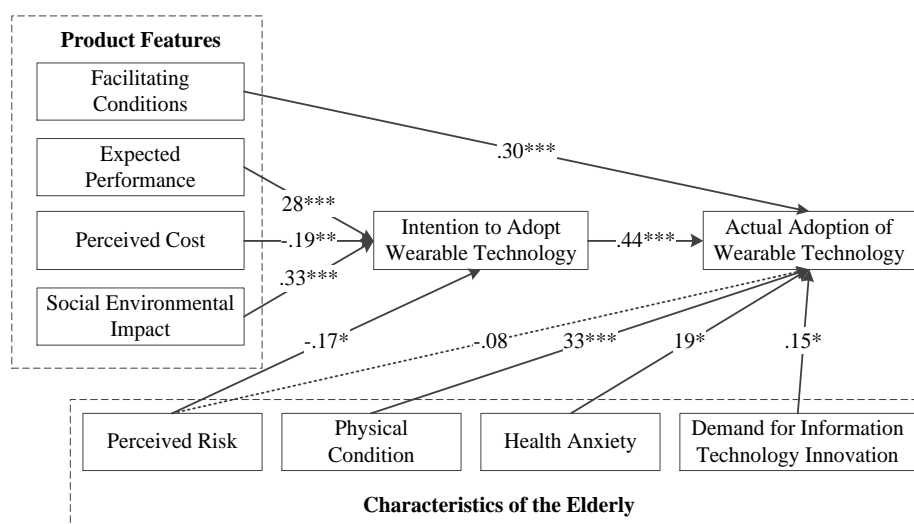 Product Features
Facilitating
Conditions
Expected
Performance
Perceived Cost
Social Environmental
Impact
.30***
28***
-.19**
.33***
Intention to Adopt
Wearable Technology
.44***
Actual Adoption of
Wearable Technology
-.17*
-.08
33***
19*
.15*
Perceived Risk
Physical
Condition
Health Anxiety
Demand for Information
Technology Innovation
Characteristics of the Elderly